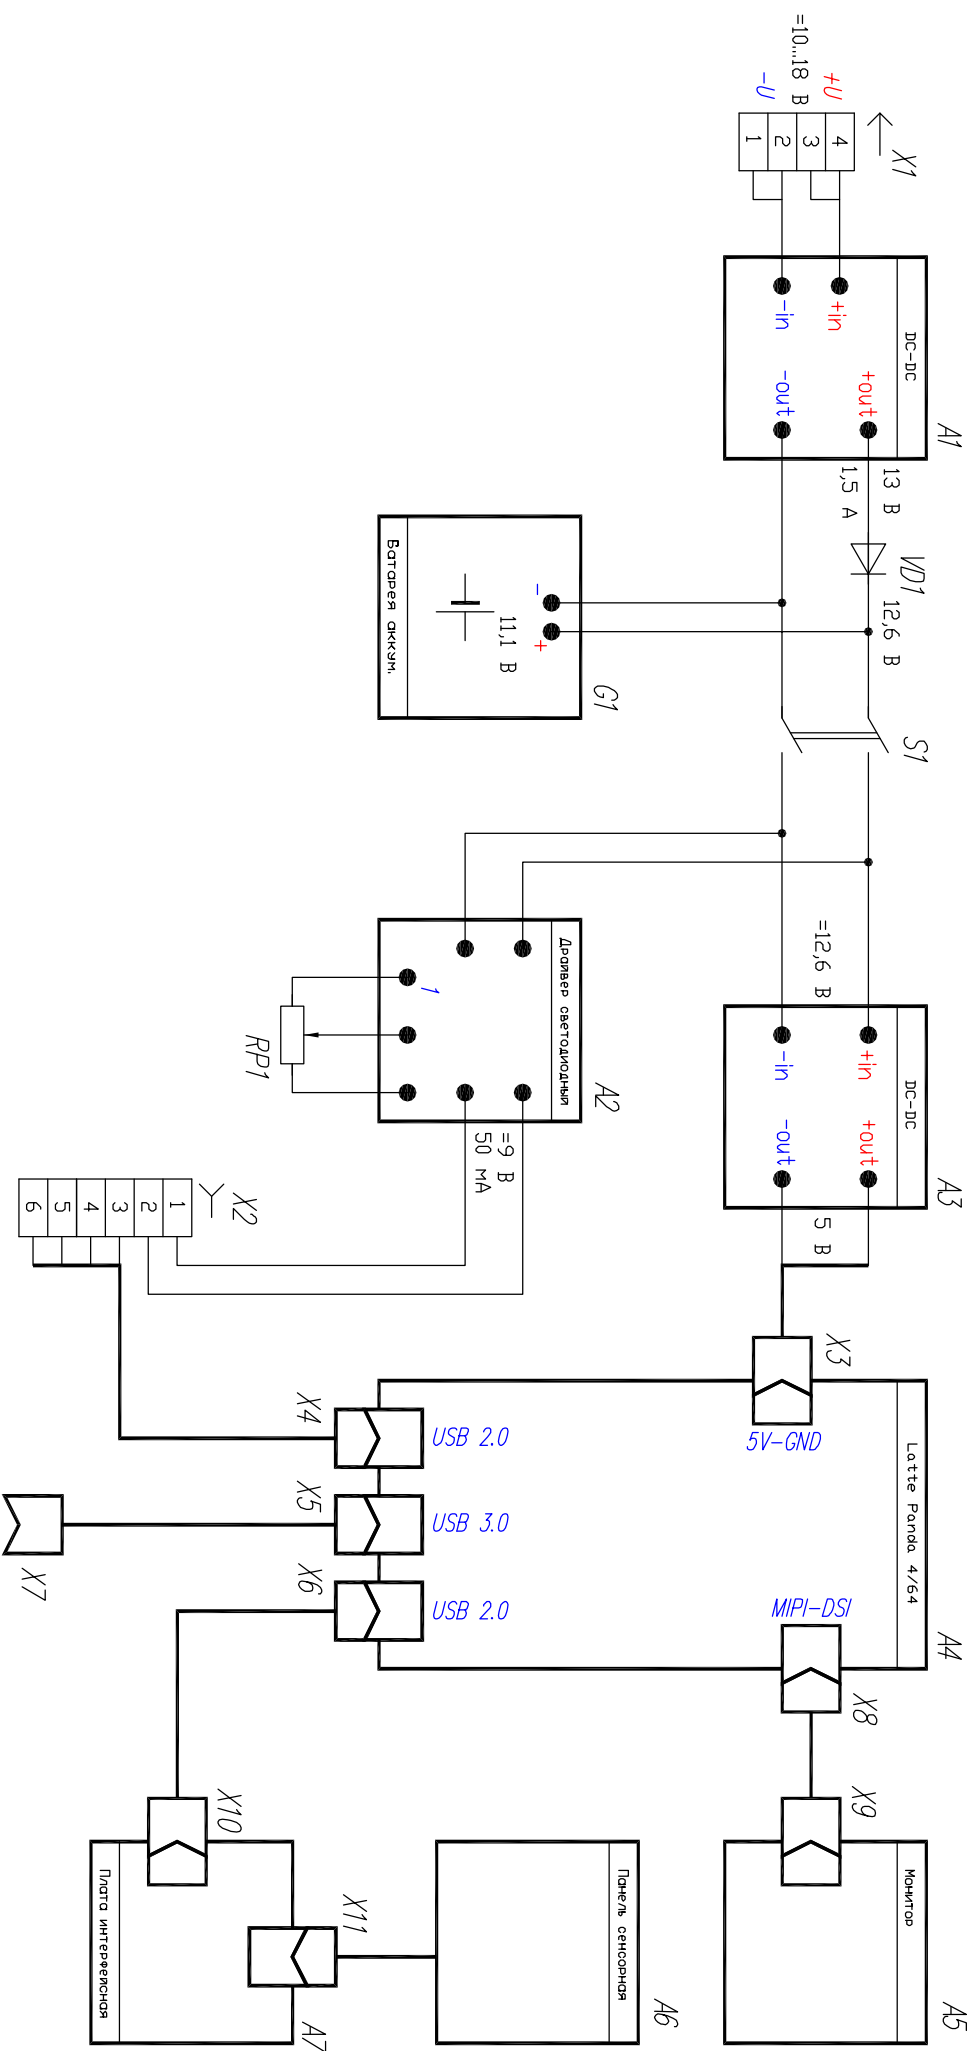 =10...18 В
+U
-U
X1
4
3
2
1
DC-DC
+in
-in
+out
-out
A1
13 В
1,5 А
VD1
12,6 В
Батарея аккум.
-
+
11,1 В
G1
S1
Драйвер светодиодный
1
A2
RP1
=9 В
50 мА
=12,6 В
DC-DC
+in
-in
+out
-out
A3
5 В
X2
1
2
3
4
5
6
X3
5V-GND
Latte Panda 4/64
A4
X4
USB 2.0
X5
USB 3.0
X6
USB 2.0
X7
MIPI-DSI
X8
X9
Монитор
A5
X10
X11
Панель сенсорная
A6
Плата интерфейсная
A7